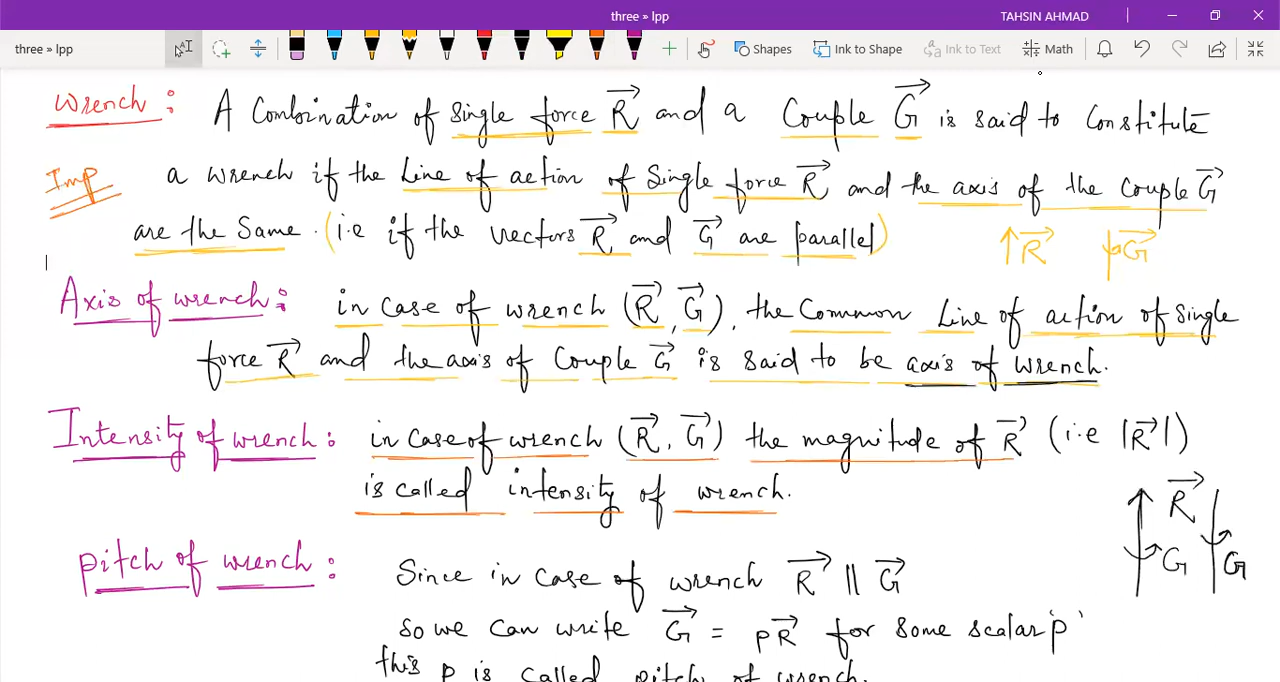 three » lpp
TAHSIN AHMAD
three » lpp
Shapes
Ink to Shape
Ink to Text
Math
Wrench : A Combination of Single force R⃗ and a Couple G⃗ is said to Constitute
Imp a wrench if the Line of action of Single force R⃗ and the axis of the Couple G⃗
are the Same . (i.e if the vectors R⃗ and G⃗ are parallel)
R⃗ G⃗
Axis of wrench : in Case of wrench (R⃗, G⃗), the Common Line of action of Single
force R⃗ and the axis of Couple G⃗ is said to be axis of wrench.
Intensity of wrench : in Case of wrench (R⃗, G⃗) the magnitude of R⃗ (i.e |R⃗|)
is called intensity of wrench.
R⃗
G G
pitch of wrench : Since in Case of wrench R⃗ || G⃗
So we can write G⃗ = pR⃗ for some scalar 'p'
this p is called pitch of wrench.